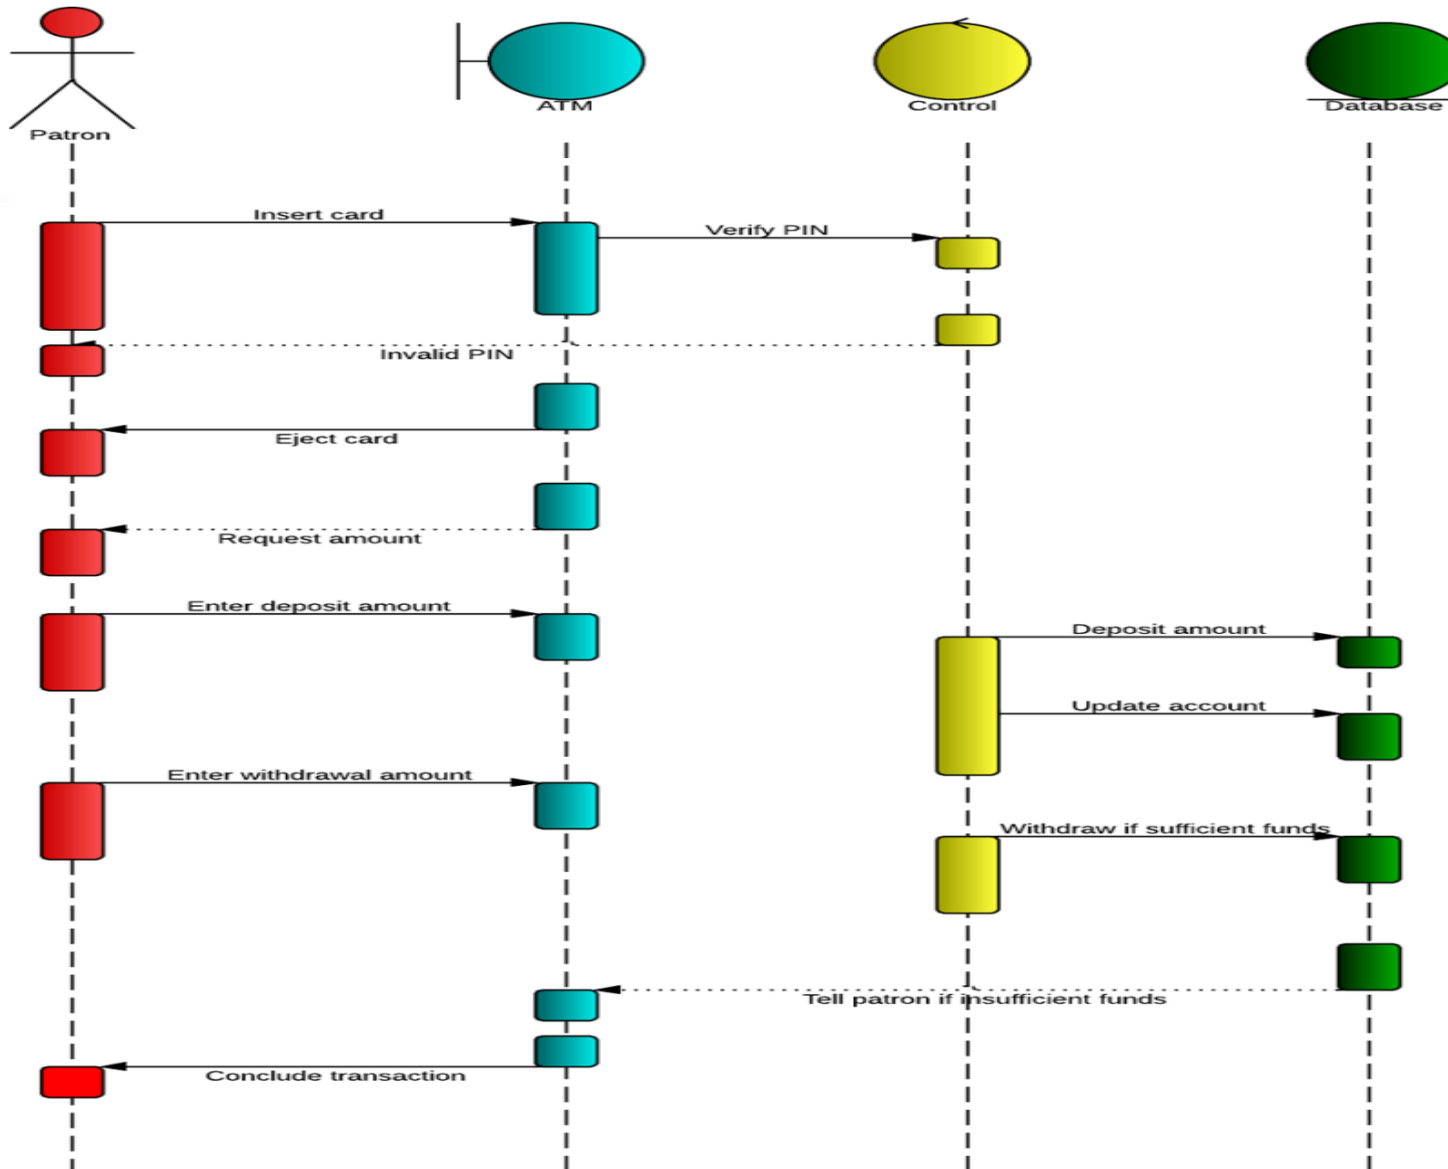 Patron
ATM
Control
Database
Insert card
Verify PIN
Invalid PIN
Eject card
Request amount
Enter deposit amount
Deposit amount
Update account
Enter withdrawal amount
Withdraw if sufficient funds
Tell patron if insufficient funds
Conclude transaction